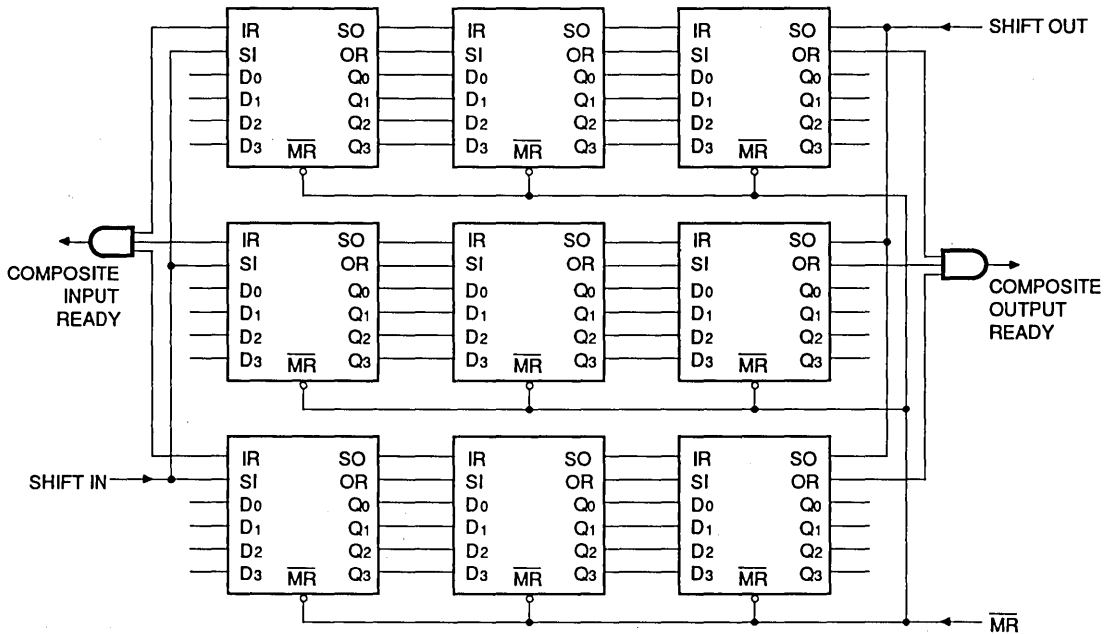 IR SO IR SO IR SO SHIFT OUT
SI OR SI OR SI OR
D0 Q0 D0 Q0 D0 Q0
D1 Q1 D1 Q1 D1 Q1
D2 Q2 D2 Q2 D2 Q2
D3 MR Q3 D3 MR Q3 D3 MR Q3
IR SO IR SO IR SO
SI OR SI OR SI OR
D0 Q0 D0 Q0 D0 Q0
D1 Q1 D1 Q1 D1 Q1
D2 Q2 D2 Q2 D2 Q2
D3 MR Q3 D3 MR Q3 D3 MR Q3
COMPOSITE
INPUT
READY
COMPOSITE
OUTPUT
READY
IR SO IR SO IR SO
SHIFT IN SI OR SI OR SI OR
D0 Q0 D0 Q0 D0 Q0
D1 Q1 D1 Q1 D1 Q1
D2 Q2 D2 Q2 D2 Q2
D3 MR Q3 D3 MR Q3 D3 MR Q3
MR